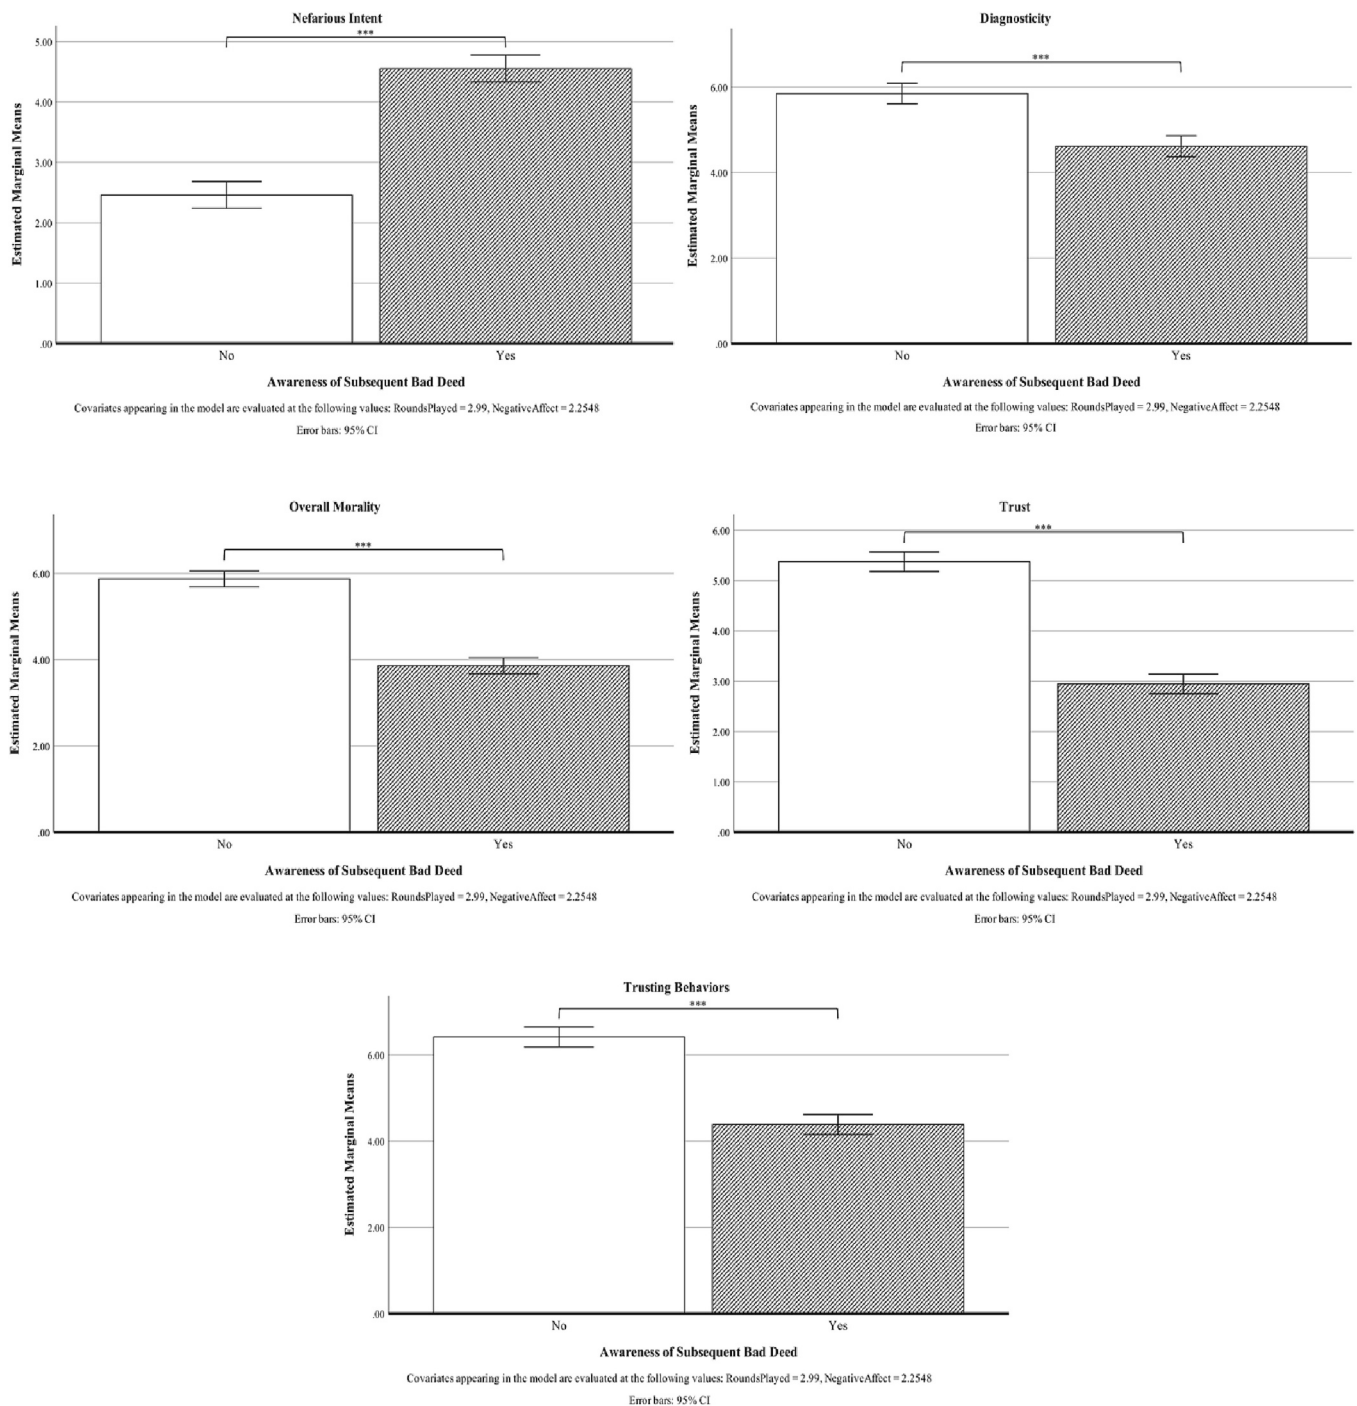 Nefarious Intent
***
5.00
4.00
3.00
2.00
1.00
.00
Estimated Marginal Means
No
Yes
Awareness of Subsequent Bad Deed
Covariates appearing in the model are evaluated at the following values: RoundsPlayed = 2.99, NegativeAffect = 2.2548
Error bars: 95% CI
Diagnosticity
***
6.00
4.00
2.00
.00
Estimated Marginal Means
No
Yes
Awareness of Subsequent Bad Deed
Covariates appearing in the model are evaluated at the following values: RoundsPlayed = 2.99, NegativeAffect = 2.2548
Error bars: 95% CI
Overall Morality
***
6.00
4.00
2.00
.00
Estimated Marginal Means
No
Yes
Awareness of Subsequent Bad Deed
Covariates appearing in the model are evaluated at the following values: RoundsPlayed = 2.99, NegativeAffect = 2.2548
Error bars: 95% CI
Trust
***
6.00
5.00
4.00
3.00
2.00
1.00
.00
Estimated Marginal Means
No
Yes
Awareness of Subsequent Bad Deed
Covariates appearing in the model are evaluated at the following values: RoundsPlayed = 2.99, NegativeAffect = 2.2548
Error bars: 95% CI
Trusting Behaviors
***
6.00
4.00
2.00
.00
Estimated Marginal Means
No
Yes
Awareness of Subsequent Bad Deed
Covariates appearing in the model are evaluated at the following values: RoundsPlayed = 2.99, NegativeAffect = 2.2548
Error bars: 95% CI